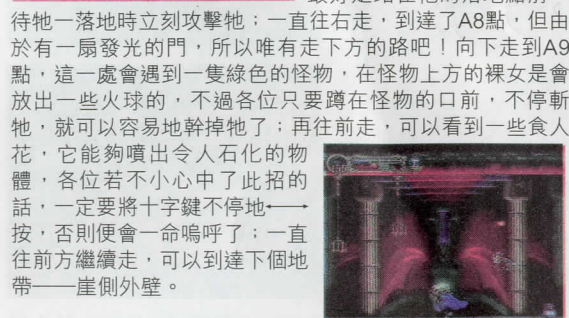 待牠一落地時立刻攻擊牠；一直往右走，到達了A8點，但由
於有一扇發光的門，所以唯有走下方的路吧！向下走到A9
點，這一處會遇到一隻綠色的怪物，在怪物上方的裸女是會
放出一些火球的，不過各位只要蹲在怪物的口前，不停斬
牠，就可以容易地幹掉牠了；再往前走，可以看到一些食人
花，它能夠噴出令人石化的物
體，各位若不小心中了此招的
話，一定要將十字鍵不停地←→
按，否則便會一命嗚呼了；一直
往前方繼續走，可以到達下個地
帶——崖側外壁。